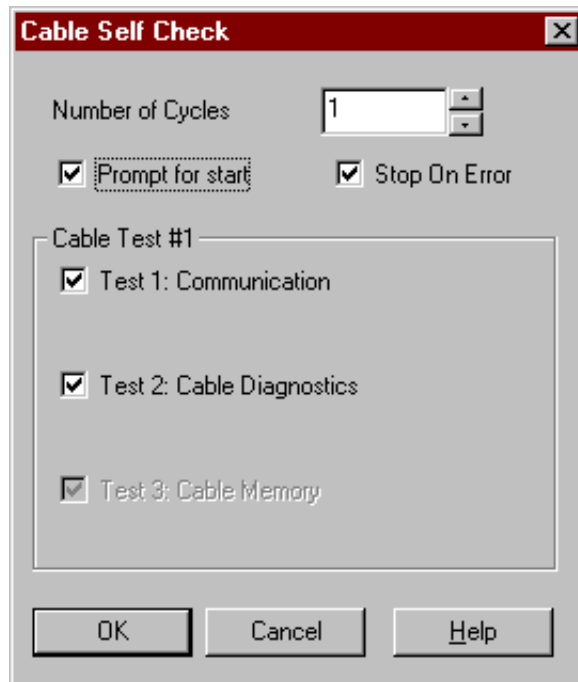 Cable Self Check
Number of Cycles 1
Prompt for start Stop On Error
Cable Test #1
Test 1: Communication
Test 2: Cable Diagnostics
Test 3: Cable Memory
OK Cancel Help